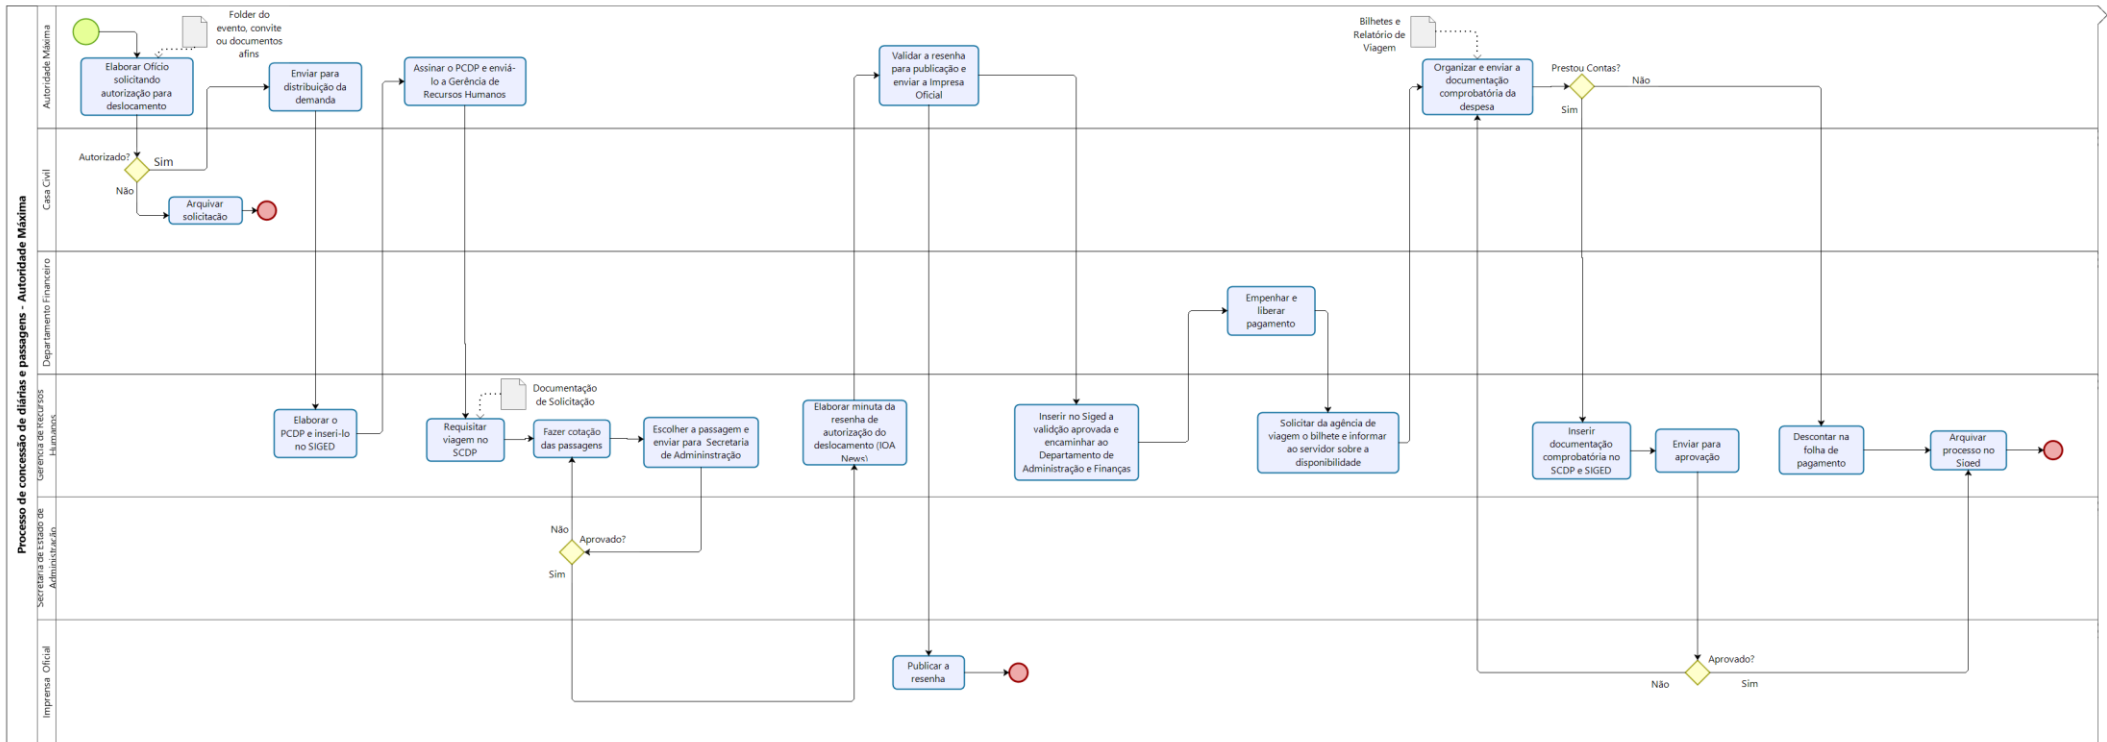 Processo de concessão de diárias e passagens - Autoridade Máxima
Autoridade Máxima
Folder do
evento, convite
ou documentos
afins
Elaborar Ofício
solicitando
autorização para
deslocamento
Enviar para
distribuição da
demanda
Assinar o PCDP e enviá-
lo a Gerência de
Recursos Humanos
Validar a resenha
para publicação e
enviar a Impresa
Oficial
Bilhetes e
Relatório de
Viagem
Organizar e enviar a
documentação
comprobatória da
despesa
Prestou Contas?
Não
Sim
Casa Civil
Autorizado?
Sim
Não
Arquivar
solicitação
Departamento Financeiro
Empenhar e
liberar
pagamento
Gerência de Recursos
Humanos
Elaborar o
PCDP e inseri-lo
no SIGED
Documentação
de Solicitação
Requisitar
viagem no
SCDP
Fazer cotação
das passagens
Escolher a passagem e
enviar para Secretaria
de Admininstração
Elaborar minuta da
resenha de
autorização do
deslocamento (IOA
News)
Inserir no Siged a
validção aprovada e
encaminhar ao
Departamento de
Administração e Finanças
Solicitar da agência de
viagem o bilhete e informar
ao servidor sobre a
disponibilidade
Inserir
documentação
comprobatória no
SCDP e SIGED
Enviar para
aprovação
Descontar na
folha de
pagamento
Arquivar
processo no
Siged
Secretaria de Estado de
Administração
Não
Aprovado?
Sim
Imprensa Oficial
Publicar a
resenha
Aprovado?
Não
Sim